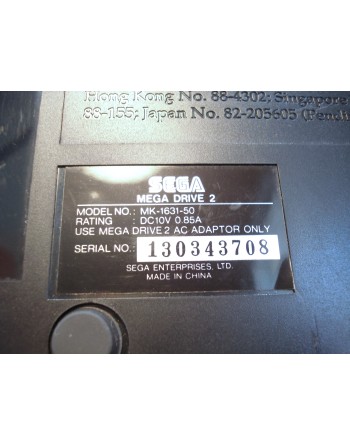 Hong Kong No. 88-4302; Singapore
88-155; Japan No. 82-205605 (Pendi
SEGA
MEGA DRIVE 2
MODEL NO.: MK-1631-50
RATING : DC10V 0.85A
USE MEGA DRIVE 2 AC ADAPTOR ONLY
SERIAL NO.: 130343708
SEGA ENTERPRISES, LTD.
MADE IN CHINA